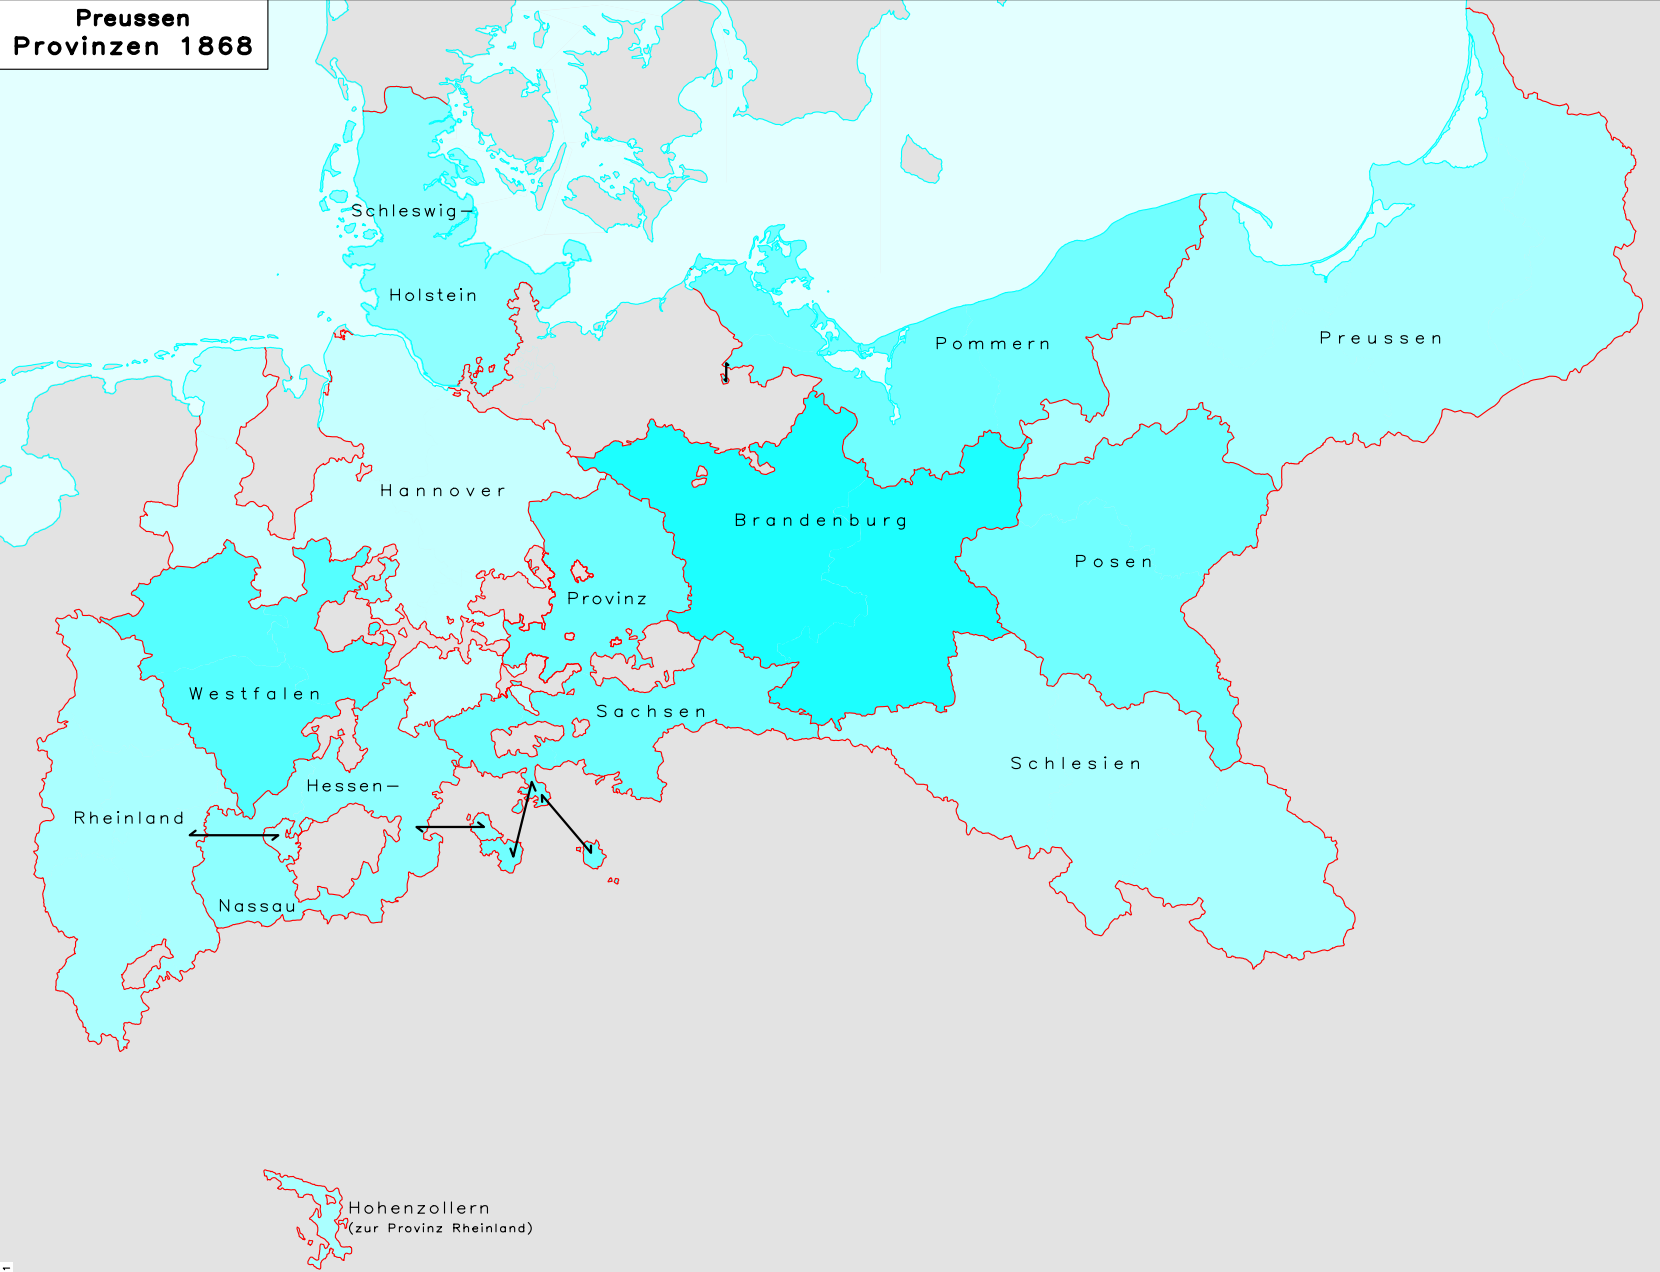 Preussen
Provinzen 1868
Schleswig–
Holstein
Pommern
Preussen
Hannover
Brandenburg
Posen
Provinz
Westfalen
Sachsen
Schlesien
Hessen–
Rheinland
Nassau
Hohenzollern
(zur Provinz Rheinland)